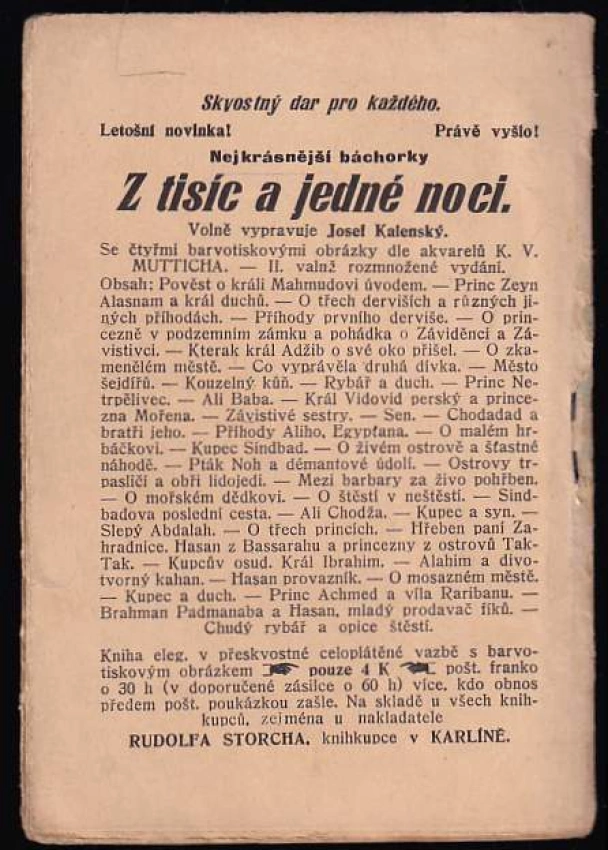 Skvostný dar pro každého.
Letošní novinka! Právě vyšlo!
Nejkrásnější báchorky
Z tisíc a jedné noci.
Volně vypravuje Josef Kalenský.
Se čtyřmi barvotiskovými obrázky dle akvarelů K. V.
MUTTICHA. — II. valnž rozmnožené vydání.
Obsah: Pověst o králi Mahmudovi úvodem. — Princ Zeyn
Alasnam a král duchů. — O třech derviších a různých ji-
ných příhodách. — Příhody prvního derviše. — O prin-
cezně v podzemním zámku a pohádka o Záviděnci a Zá-
vistivci. — Kterak král Adžib o své oko přišel. — O zka-
menělém městě. — Co vyprávěla druhá dívka. — Město
šejdířů. — Kouzelný kůň. — Rybář a duch. — Princ Ne-
trpělivec. — Ali Baba. — Král Vidovid perský a prince-
zna Mořena. — Závistivé sestry. — Sen. — Chodadad a
bratři jeho. — Příhody Aliho, Egypťana. — O malém hr-
báčkovi. — Kupec Sindbad. — O živém ostrově a šťastné
náhodě. — Pták Noh a démantové údolí. — Ostrovy tr-
pasličí a obří lidojedi. — Mezi barbary za živo pohřben.
— O mořském dědkovi. — O štěstí v neštěstí. — Sind-
badova poslední cesta. — Ali Chodža. — Kupec a syn. —
Slepý Abdalah. — O třech princích. — Hřeben paní Za-
hradnice. Hasan z Bassarahu a princezny z ostrovů Tak-
Tak. — Kupcův osud. Král Ibrahim. — Alahim a divo-
tvorný kahan. — Hasan provazník. — O mosazném městě.
— Kupec a duch. — Princ Achmed a víla Raribanu. —
Brahman Padmanaba a Hasan, mladý prodavač fíků. —
Chudý rybář a opice štěstí.
Kniha eleg. v přeskvostné celoplátěné vazbě s barvo-
tiskovým obrázkem pouze 4 K pošt. franko
o 30 h (v doporučené zásilce o 60 h) více, kdo obnos
předem pošt. poukázkou zašle. Na skladě u všech knih-
kupců, zejména u nakladatele
RUDOLFA STORCHA, knihkupce v KARLÍNĚ.